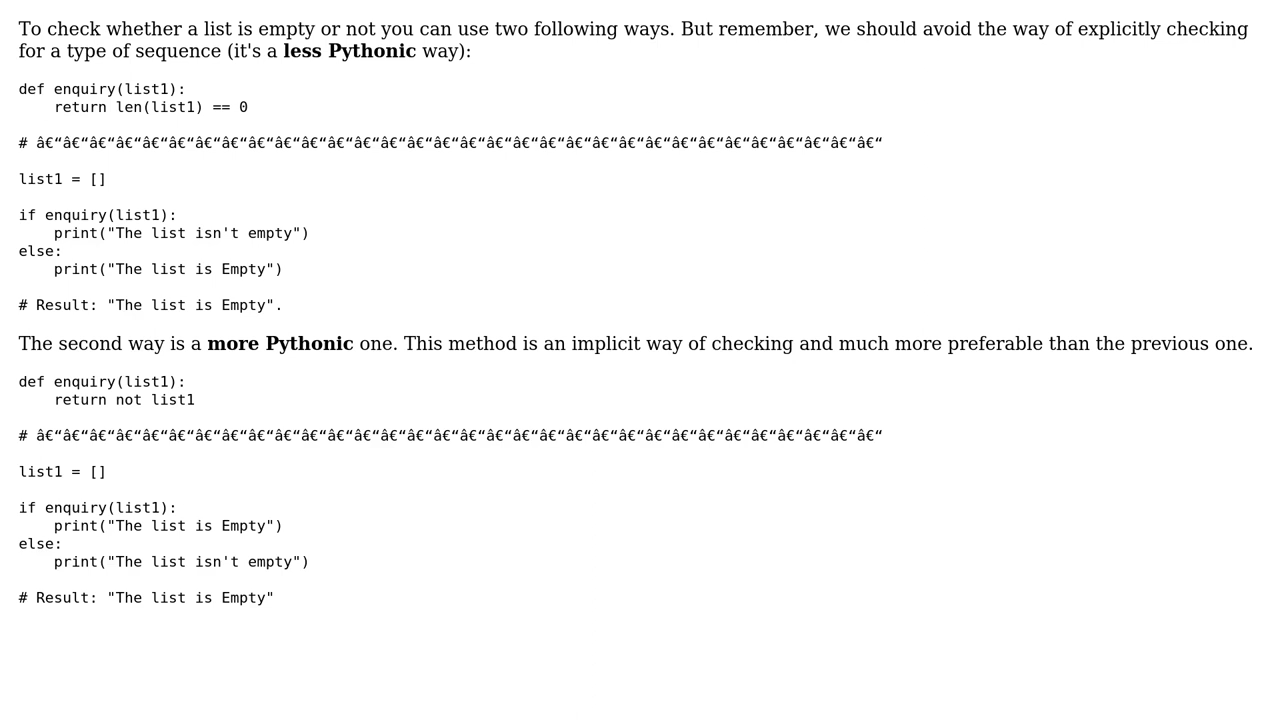 To check whether a list is empty or not you can use two following ways. But remember, we should avoid the way of explicitly checking
for a type of sequence (it's a less Pythonic way):
def enquiry(list1):
    return len(list1) == 0
# â€“â€“â€“â€“â€“â€“â€“â€“â€“â€“â€“â€“â€“â€“â€“â€“â€“â€“â€“â€“â€“â€“â€“â€“â€“â€“â€“â€“â€“â€“â€“â€“
list1 = []
if enquiry(list1):
    print("The list isn't empty")
else:
    print("The list is Empty")
# Result: "The list is Empty".
The second way is a more Pythonic one. This method is an implicit way of checking and much more preferable than the previous one.
def enquiry(list1):
    return not list1
# â€“â€“â€“â€“â€“â€“â€“â€“â€“â€“â€“â€“â€“â€“â€“â€“â€“â€“â€“â€“â€“â€“â€“â€“â€“â€“â€“â€“â€“â€“â€“â€“
list1 = []
if enquiry(list1):
    print("The list is Empty")
else:
    print("The list isn't empty")
# Result: "The list is Empty"